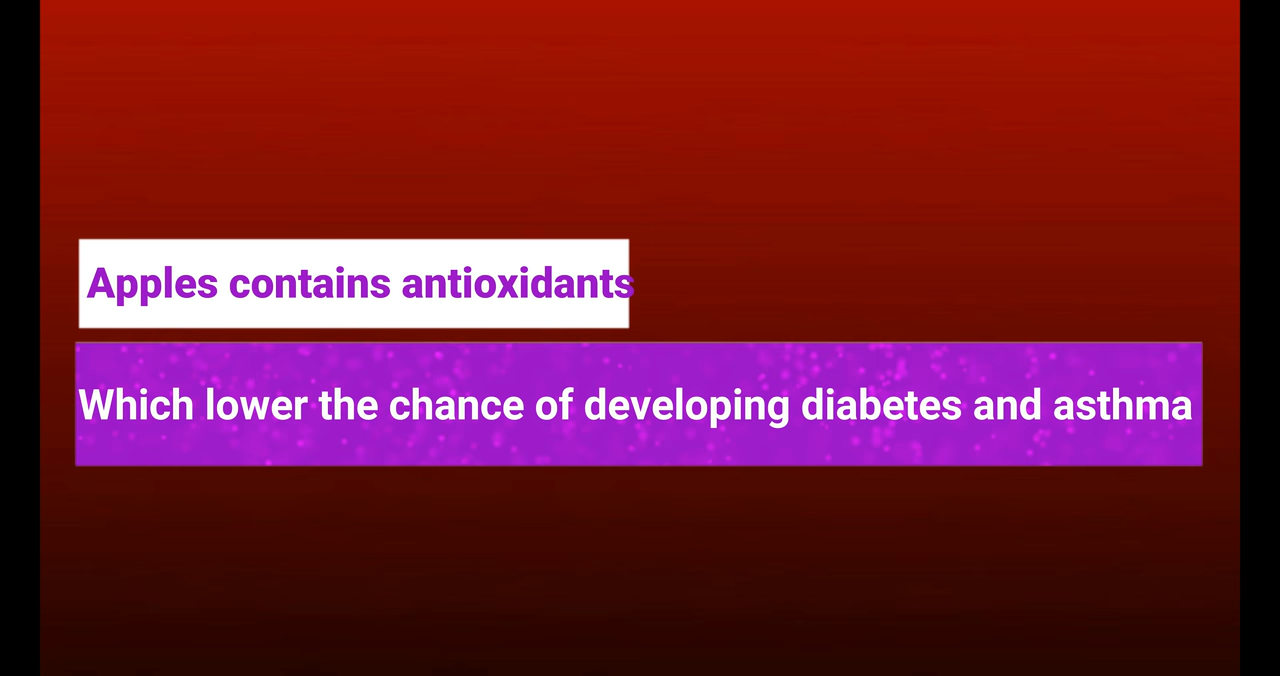 Apples contains antioxidants
Which lower the chance of developing diabetes and asthma